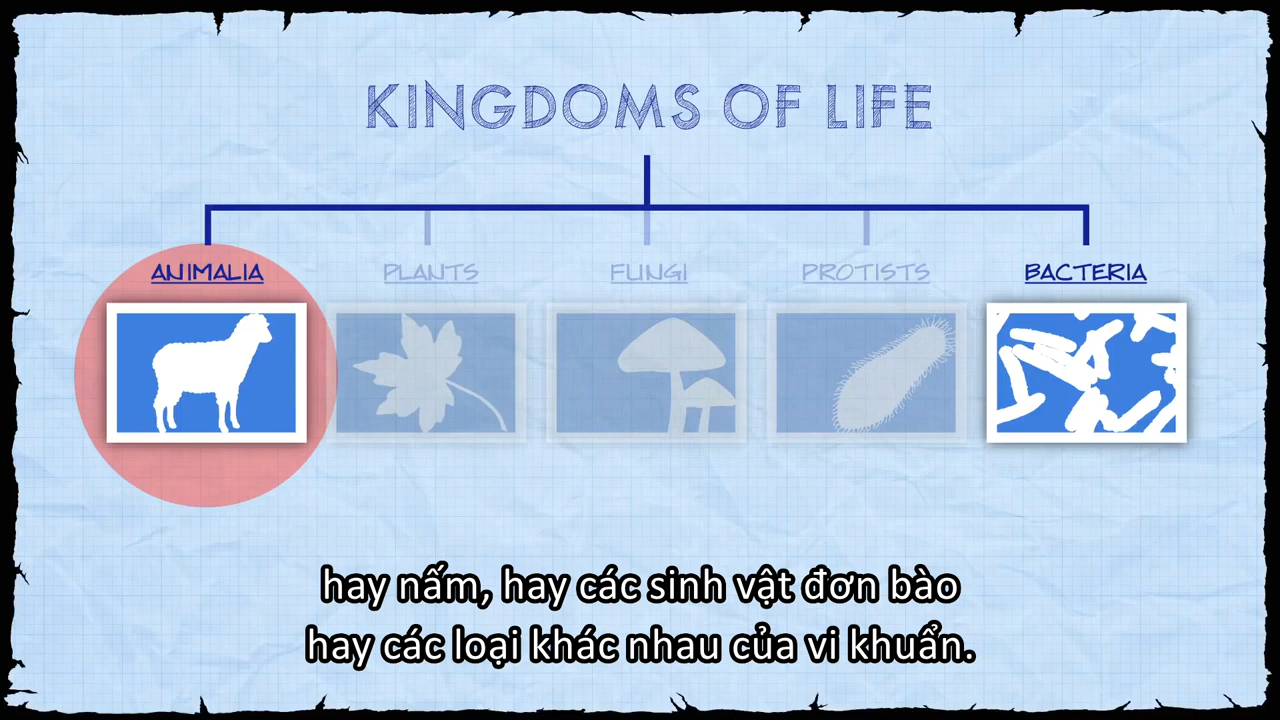 KINGDOMS OF LIFE
ANIMALIA PLANTS FUNGI PROTISTS BACTERIA
hay nấm, hay các sinh vật đơn bào
hay các loại khác nhau của vi khuẩn.